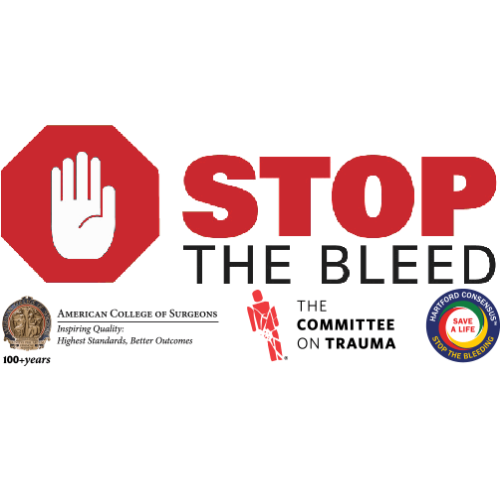 STOP
THE BLEED
AMERICAN COLLEGE OF SURGEONS
Inspiring Quality:
Highest Standards, Better Outcomes
100+years
THE
COMMITTEE
ON TRAUMA
HARTFORD CONSENSUS™
SAVE
A LIFE
STOP THE BLEEDING